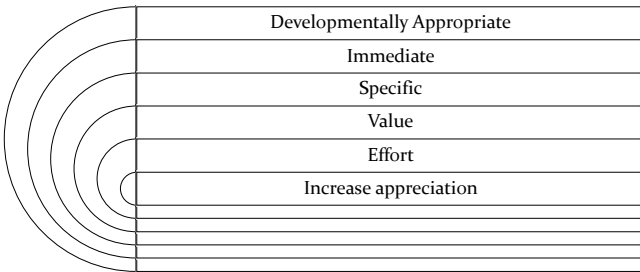 Developmentally Appropriate
Immediate
Specific
Value
Effort
Increase appreciation